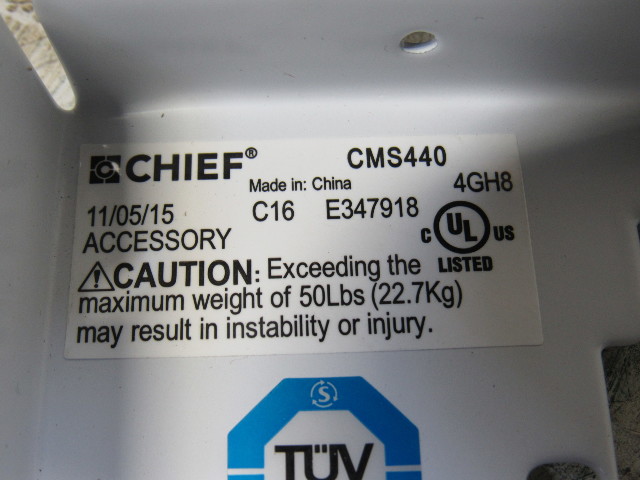 CHIEF® CMS440
Made in: China 4GH8
11/05/15 C16 E347918
ACCESSORY C UL US
LISTED
CAUTION: Exceeding the
maximum weight of 50Lbs (22.7Kg)
may result in instability or injury.
S
TÜV